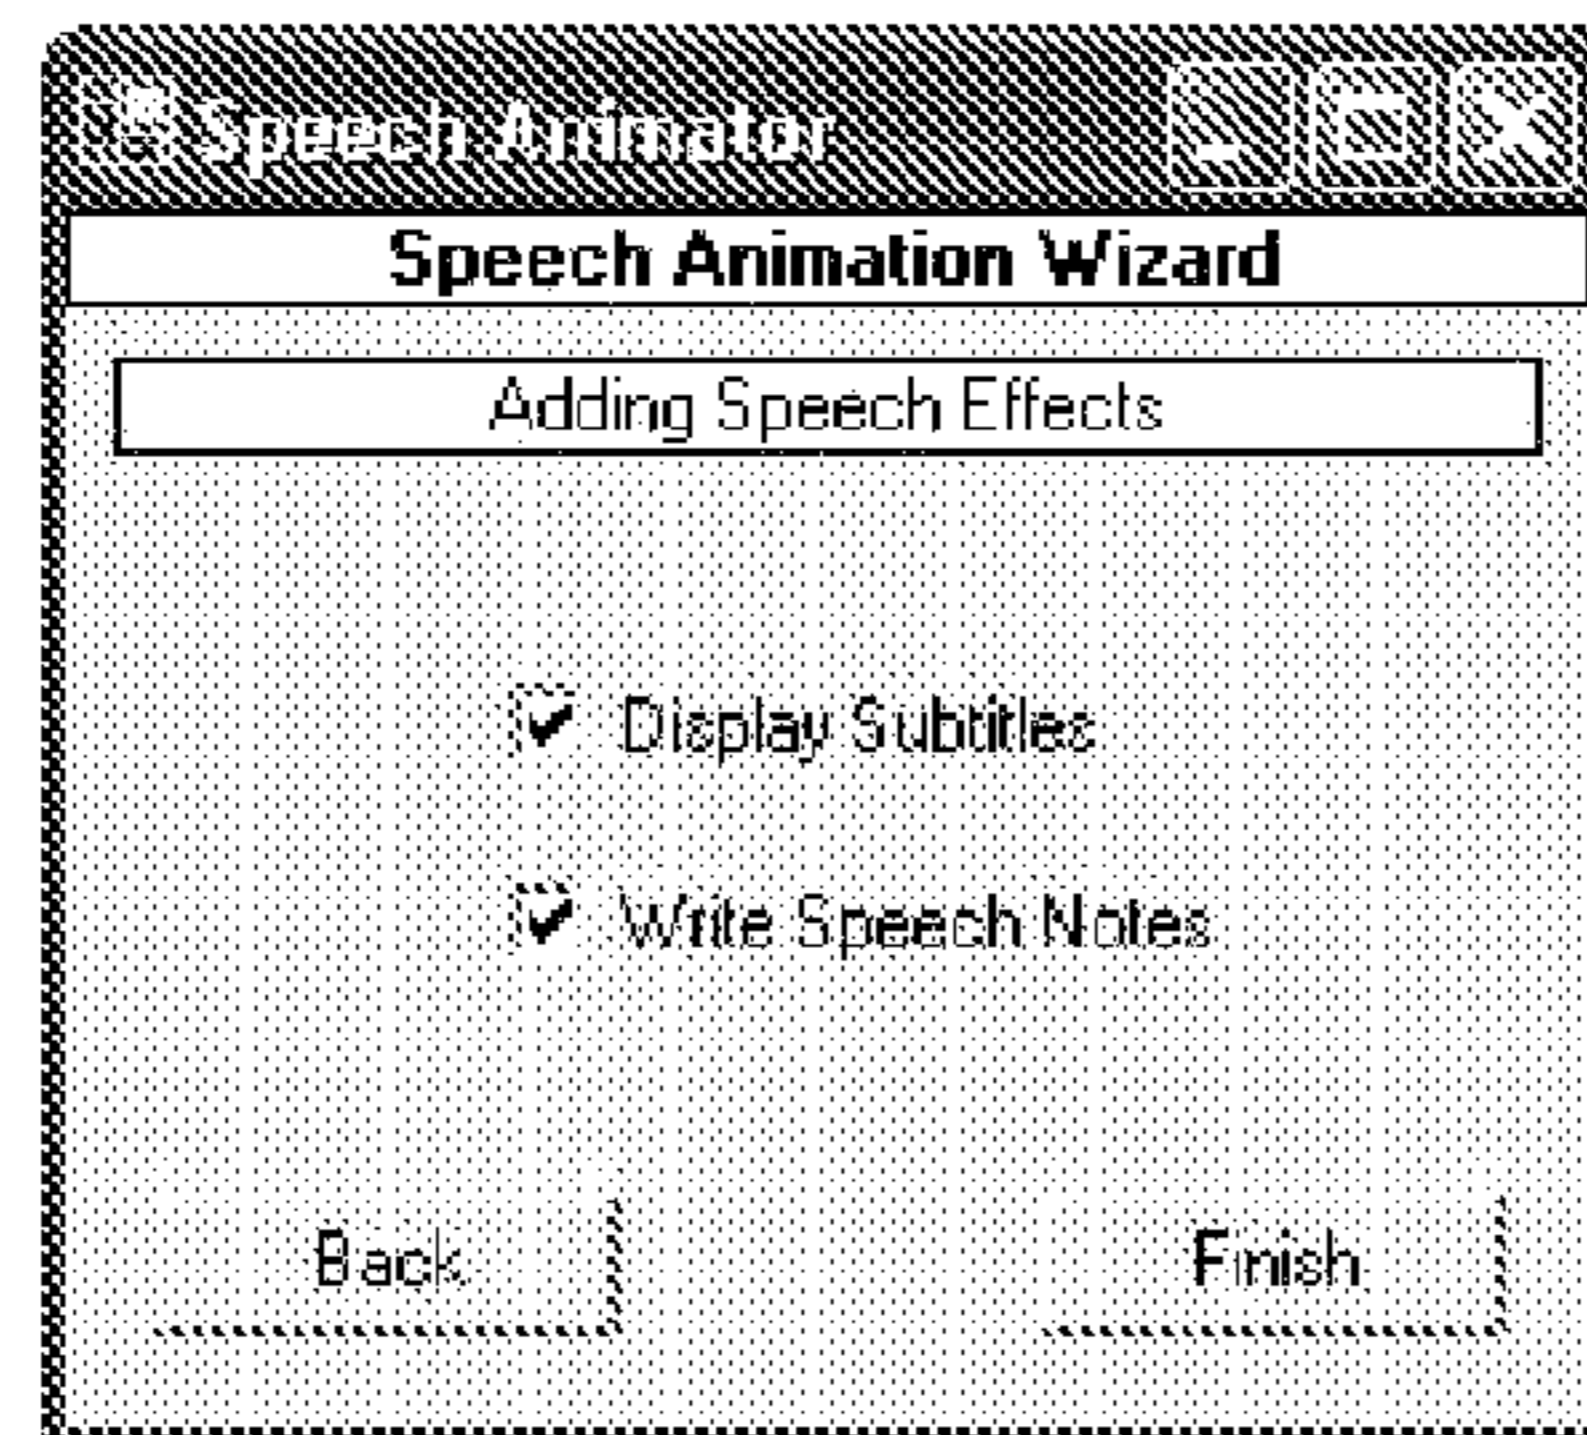 Speech Animator
Speech Animation Wizard
Adding Speech Effects
Display Subtitles
Write Speech Notes
Back
Finish